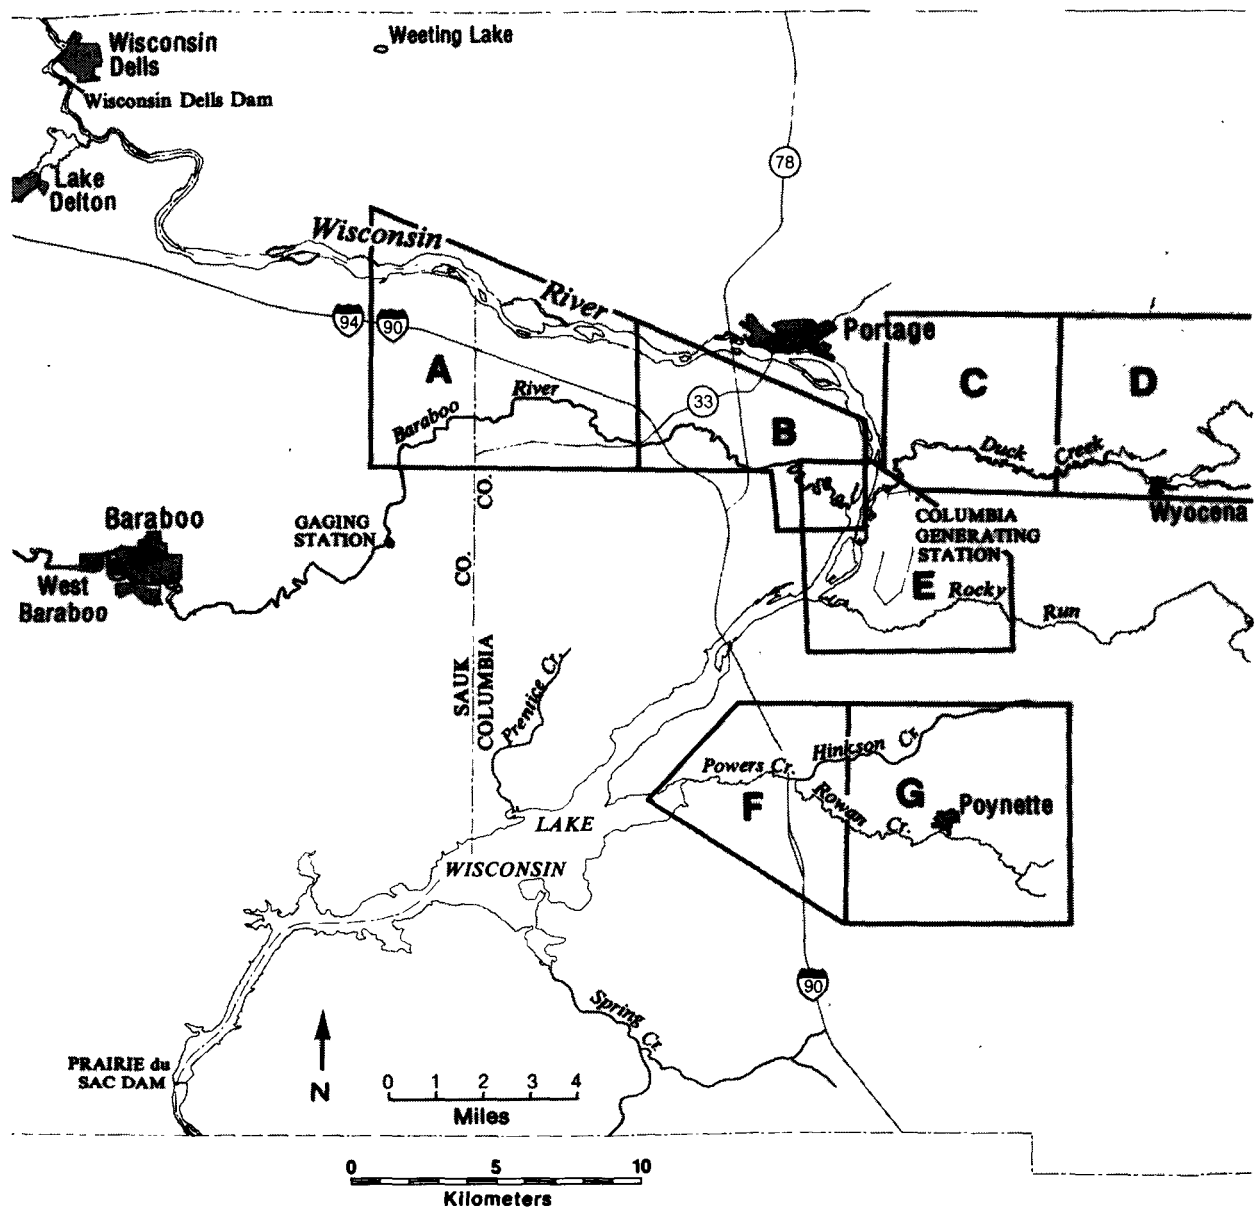 Wisconsin
Dells
Weeting Lake
Wisconsin Dells Dam
78
Lake
Delton
Wisconsin
River
94
90
Portage
A
River
Baraboo
33
B
C
D
Duck
Creek
Wyocena
CO.
CO.
GAGING
STATION
Baraboo
West
Baraboo
COLUMBIA
GENERATING
STATION
E
Rocky
Run
SAUK
COLUMBIA
Prentice Cr.
Powers Cr.
Hinkson Cr.
Rowan Cr.
F
G
Poynette
LAKE
WISCONSIN
90
Spring Cr.
PRAIRIE du
SAC DAM
N
0 1 2 3 4
Miles
0 5 10
Kilometers